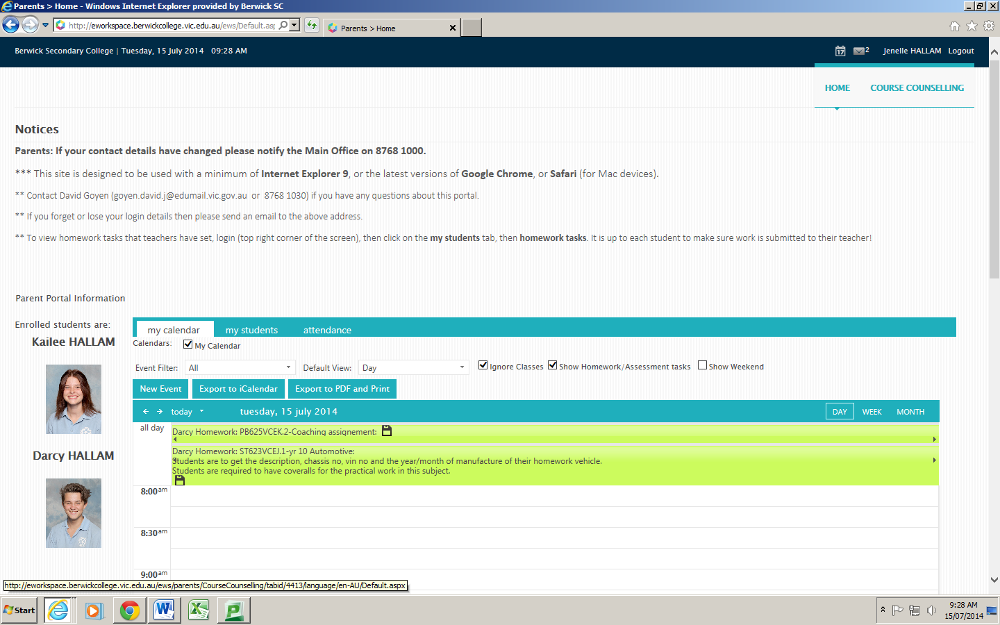 Parents > Home - Windows Internet Explorer provided by Berwick SC
http://eworkspace.berwickcollege.vic.edu.au/ews/Default.asp
Parents > Home
Berwick Secondary College | Tuesday, 15 July 2014 09:28 AM
17 2 Jenelle HALLAM Logout
HOME COURSE COUNSELLING
Notices
Parents: If your contact details have changed please notify the Main Office on 8768 1000.
*** This site is designed to be used with a minimum of Internet Explorer 9, or the latest versions of Google Chrome, or Safari (for Mac devices).
** Contact David Goyen (goyen.david.j@edumail.vic.gov.au or 8768 1030) if you have any questions about this portal.
** If you forget or lose your login details then please send an email to the above address.
** To view homework tasks that teachers have set, login (top right corner of the screen), then click on the my students tab, then homework tasks. It is up to each student to make sure work is submitted to their teacher!
Parent Portal Information
Enrolled students are:
Kailee HALLAM
Darcy HALLAM
my calendar my students attendance
Calendars: My Calendar
Event Filter: All Default View: Day Ignore Classes Show Homework/Assessment tasks Show Weekend
New Event Export to iCalendar Export to PDF and Print
today tuesday, 15 july 2014 DAY WEEK MONTH
all day
Darcy Homework: PB625VCEK.2-Coaching assignement:
Darcy Homework: ST623VCEJ.1-yr 10 Automotive:
Students are to get the description, chassis no, vin no and the year/month of manufacture of their homework vehicle.
Students are required to have coveralls for the practical work in this subject.
8:00am
8:30am
9:00am
http://eworkspace.berwickcollege.vic.edu.au/ews/parents/CourseCounselling/tabid/4413/language/en-AU/Default.aspx
Start
9:28 AM
15/07/2014